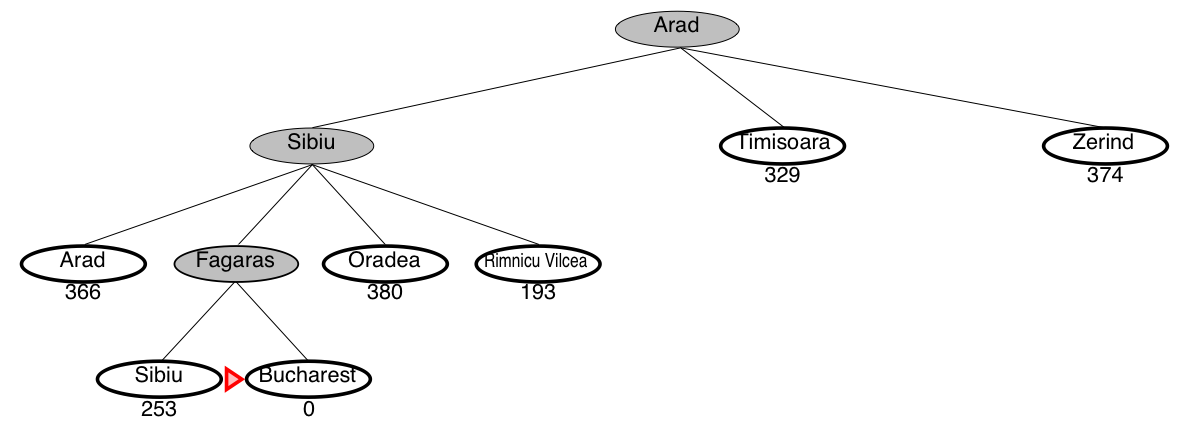 Arad
Sibiu
Timisoara
329
Zerind
374
Arad
366
Fagaras
Oradea
380
Rimnicu Vilcea
193
Sibiu
253
Bucharest
0